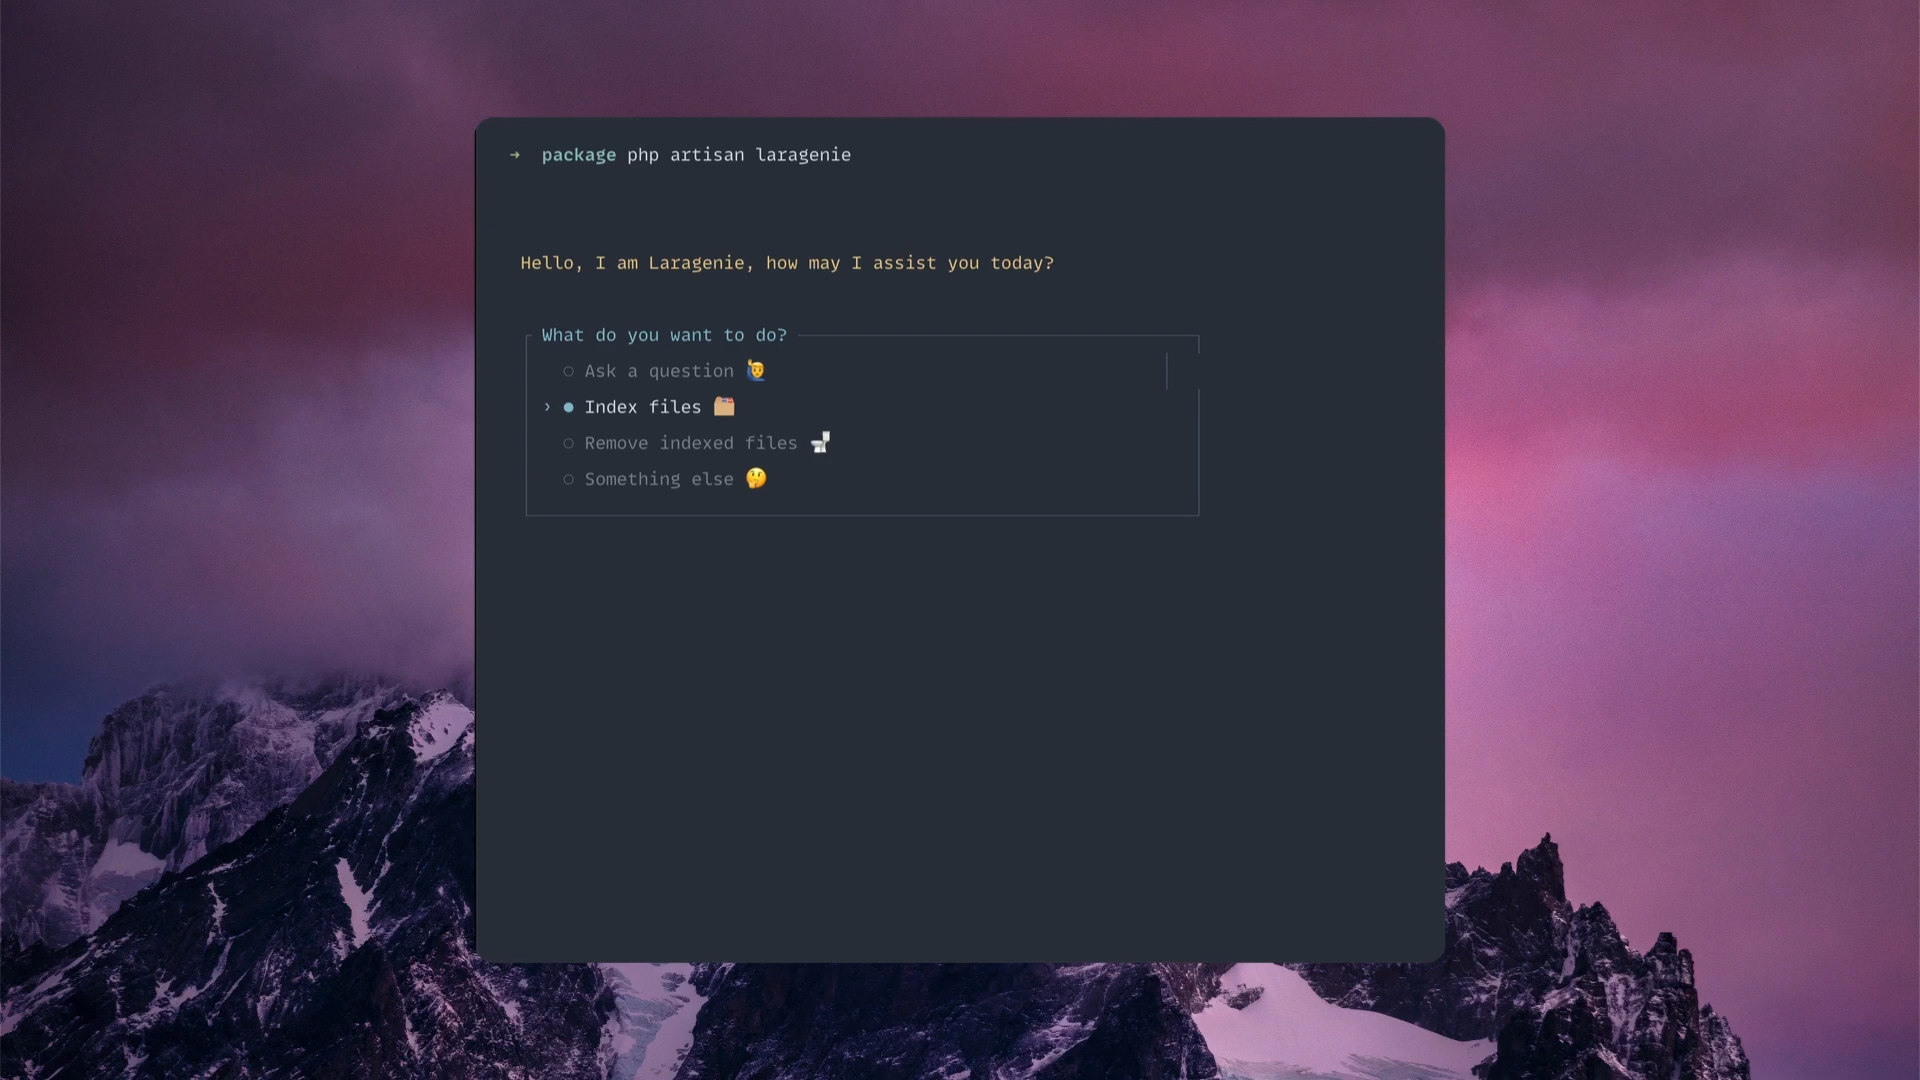 ➜ package php artisan laragenie
Hello, I am Laragenie, how may I assist you today?
What do you want to do?
○ Ask a question 🙋‍♂️
› ● Index files 🗂️
○ Remove indexed files 🚽
○ Something else 🤔